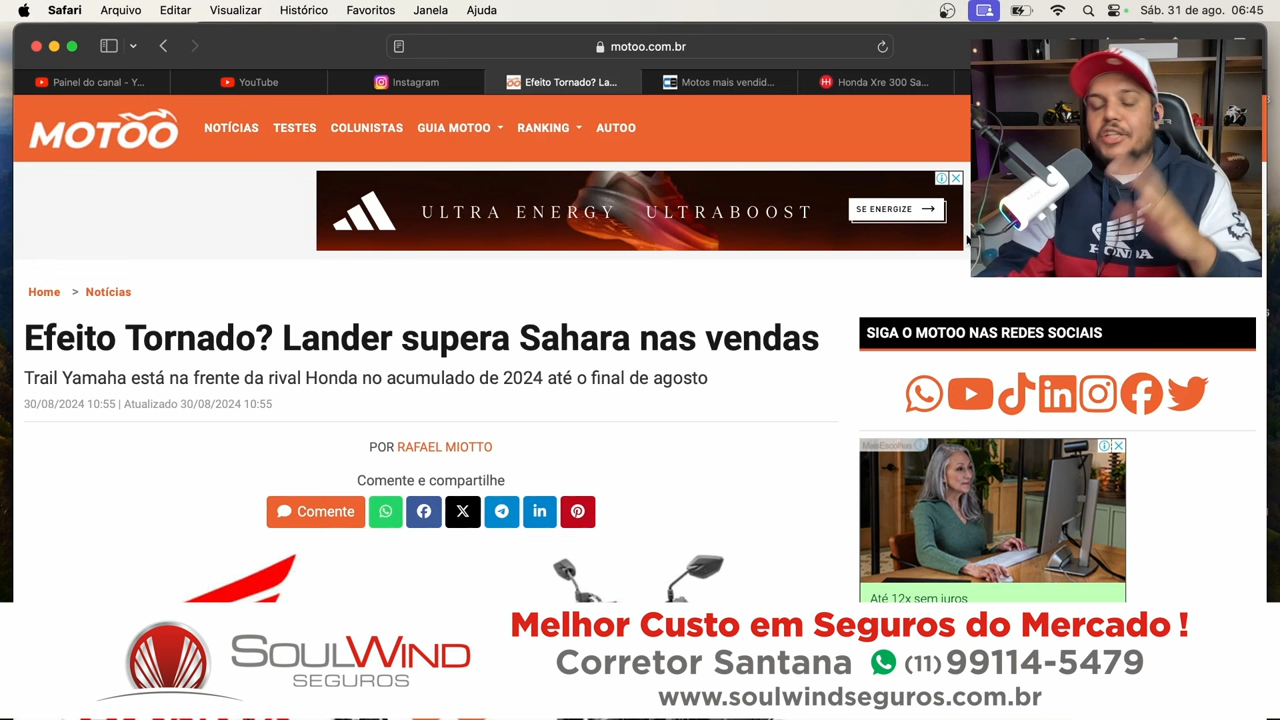 Safari Arquivo Editar Visualizar Histórico Favoritos Janela Ajuda Sáb. 31 de ago. 06:45
motoo.com.br
Painel do canal - Y... YouTube Instagram Efeito Tornado? La... Motos mais vendid... Honda Xre 300 Sa...
MOTOO NOTÍCIAS TESTES COLUNISTAS GUIA MOTOO RANKING AUTOO
ULTRA ENERGY ULTRABOOST SE ENERGIZE
HONDA
Home > Notícias
Efeito Tornado? Lander supera Sahara nas vendas
Trail Yamaha está na frente da rival Honda no acumulado de 2024 até o final de agosto
30/08/2024 10:55 | Atualizado 30/08/2024 10:55
POR RAFAEL MIOTTO
Comente e compartilhe
Comente
SIGA O MOTOO NAS REDES SOCIAIS
Até 12x sem juros
SOULWIND
SEGUROS
Melhor Custo em Seguros do Mercado !
Corretor Santana (11) 99114-5479
www.soulwindseguros.com.br